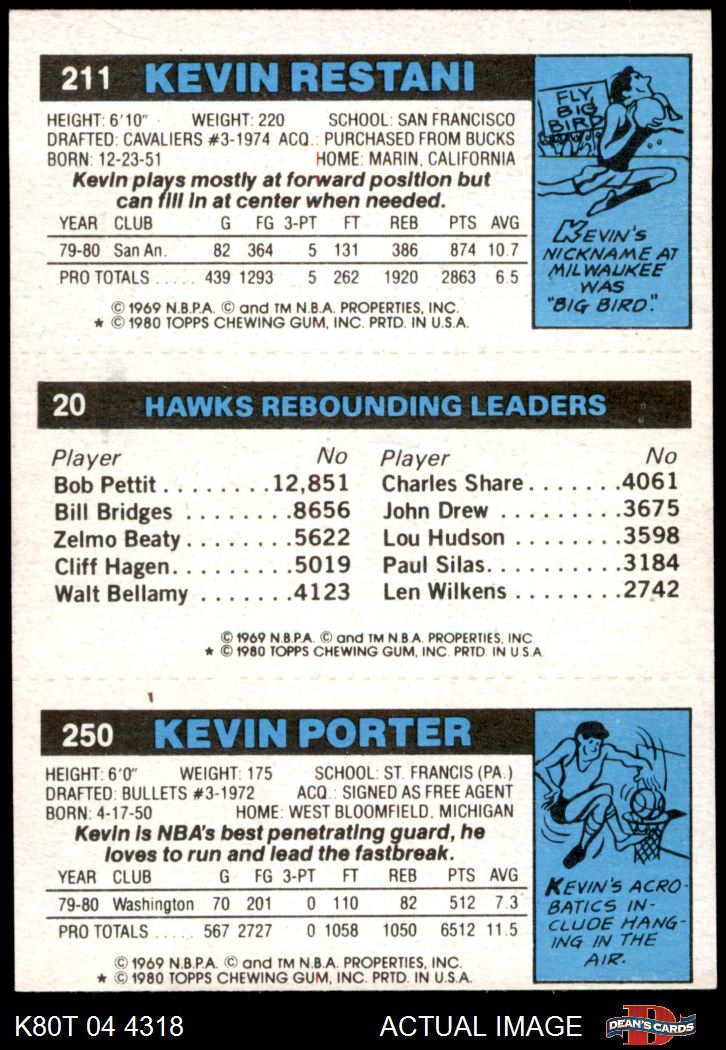 211 KEVIN RESTANI
HEIGHT: 6'10" WEIGHT: 220 SCHOOL: SAN FRANCISCO
DRAFTED: CAVALIERS #3-1974 ACQ.: PURCHASED FROM BUCKS
BORN: 12-23-51 HOME: MARIN, CALIFORNIA
Kevin plays mostly at forward position but
can fill in at center when needed.
YEAR CLUB G FG 3-PT FT REB PTS AVG
79-80 San An. 82 364 5 131 386 874 10.7
PRO TOTALS ..... 439 1293 5 262 1920 2863 6.5
© 1969 N.B.P.A. © and TM N.B.A. PROPERTIES, INC.
* © 1980 TOPPS CHEWING GUM, INC. PRTD. IN U.S.A.
FLY
BIG
BIRD
KEVIN'S
NICKNAME AT
MILWAUKEE
WAS
"BIG BIRD."
20 HAWKS REBOUNDING LEADERS
Player No Player No
Bob Pettit ........12,851 Charles Share.......4061
Bill Bridges ........8656 John Drew ..........3675
Zelmo Beaty........5622 Lou Hudson ........3598
Cliff Hagen.........5019 Paul Silas..........3184
Walt Bellamy .......4123 Len Wilkens ........2742
© 1969 N.B.P.A. © and TM N.B.A. PROPERTIES, INC.
* © 1980 TOPPS CHEWING GUM, INC. PRTD. IN U.S.A.
250 KEVIN PORTER
HEIGHT: 6'0" WEIGHT: 175 SCHOOL: ST. FRANCIS (PA.)
DRAFTED: BULLETS #3-1972 ACQ.: SIGNED AS FREE AGENT
BORN: 4-17-50 HOME: WEST BLOOMFIELD, MICHIGAN
Kevin is NBA's best penetrating guard, he
loves to run and lead the fastbreak.
YEAR CLUB G FG 3-PT FT REB PTS AVG
79-80 Washington 70 201 0 110 82 512 7.3
PRO TOTALS ..... 567 2727 0 1058 1050 6512 11.5
© 1969 N.B.P.A. © and TM N.B.A. PROPERTIES, INC.
* © 1980 TOPPS CHEWING GUM, INC. PRTD. IN U.S.A.
KEVIN'S ACRO-
BATICS IN-
CLUDE HANG-
ING IN THE
AIR.
K80T 04 4318 ACTUAL IMAGE D DEAN'S CARDS